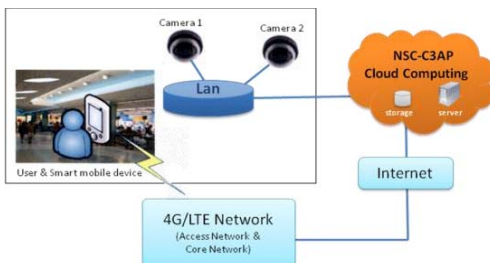 Camera 1
Camera 2
NSC-C3AP
Cloud Computing
Lan
storage
server
User & Smart mobile device
Internet
4G/LTE Network
(Access Network &
Core Network)